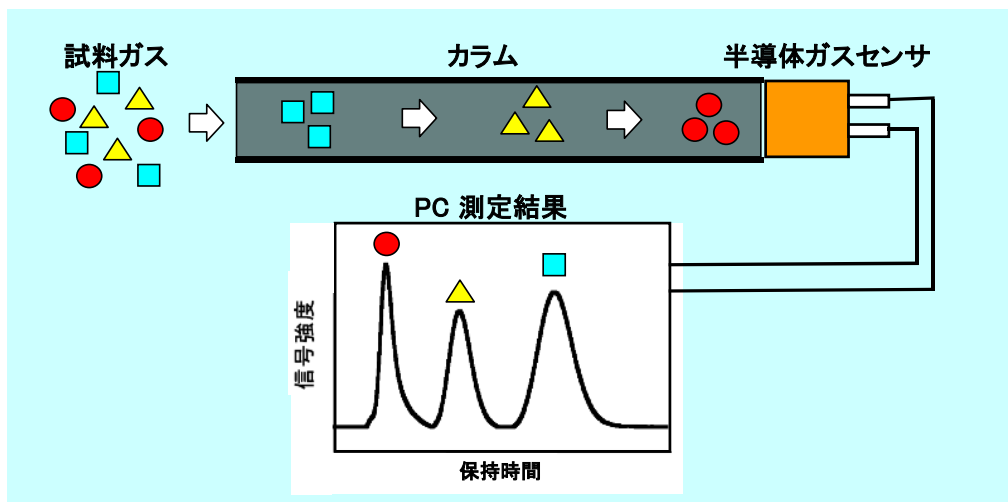 試料ガス
カラム
半導体ガスセンサ
PC 測定結果
信号強度
保持時間